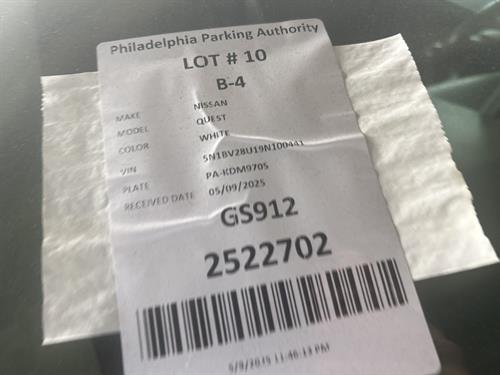 Philadelphia Parking Authority
LOT # 10
B-4
MAKE NISSAN
MODEL QUEST
COLOR WHITE
VIN 5N1BV28U19N100441
PLATE PA-KDM9705
RECEIVED DATE 05/09/2025
GS912
2522702
5/9/2025 11:46:13 PM